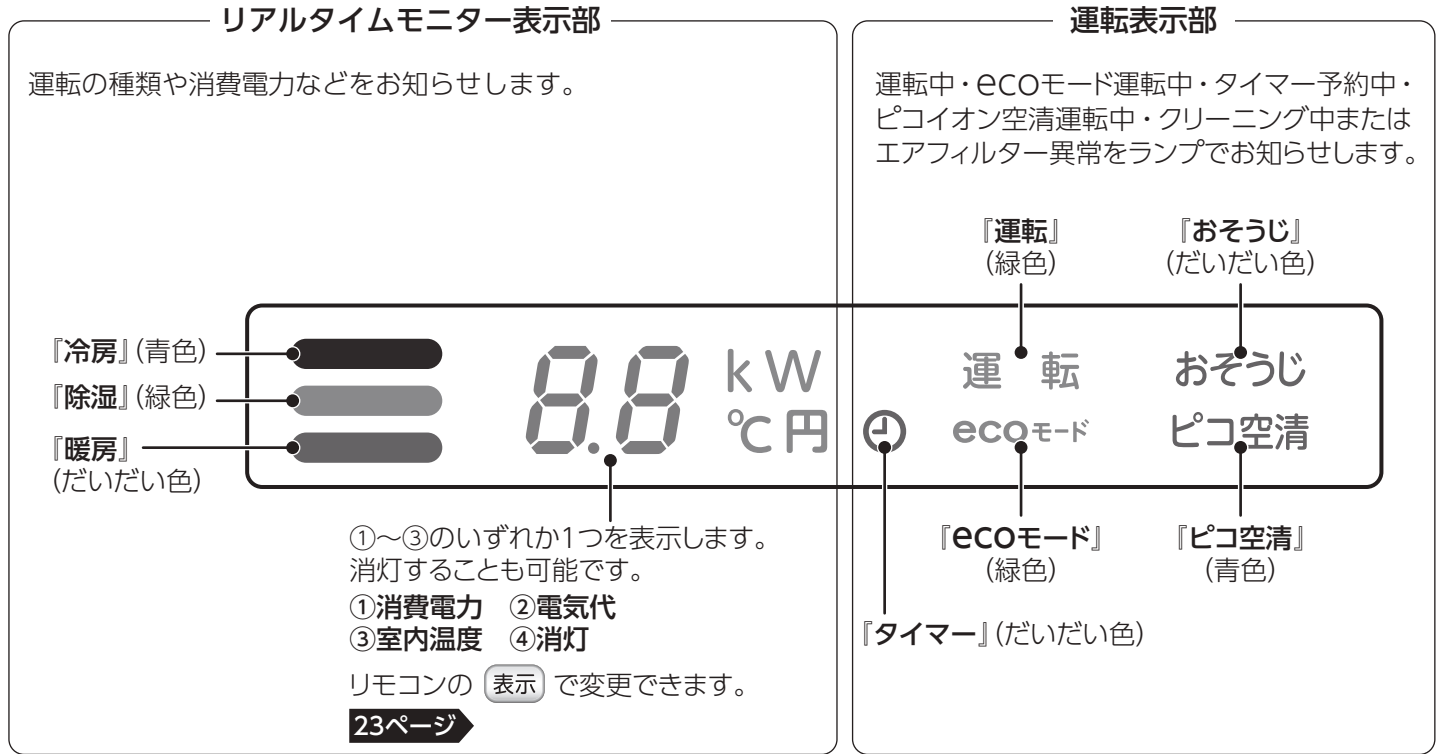 リアルタイムモニター表示部
運転の種類や消費電力などをお知らせします。
『冷房』(青色)
『除湿』(緑色)
『暖房』
(だいだい色)
8.8
kW
℃円
①～③のいずれか1つを表示します。
消灯することも可能です。
①消費電力 ②電気代
③室内温度 ④消灯
リモコンの 表示 で変更できます。
23ページ
運転表示部
運転中・ecoモード運転中・タイマー予約中・
ピコイオン空清運転中・クリーニング中または
エアフィルター異常をランプでお知らせします。
『運転』
(緑色)
『おそうじ』
(だいだい色)
運 転
おそうじ
ecoモード
ピコ空清
『ecoモード』
(緑色)
『ピコ空清』
(青色)
『タイマー』(だいだい色)